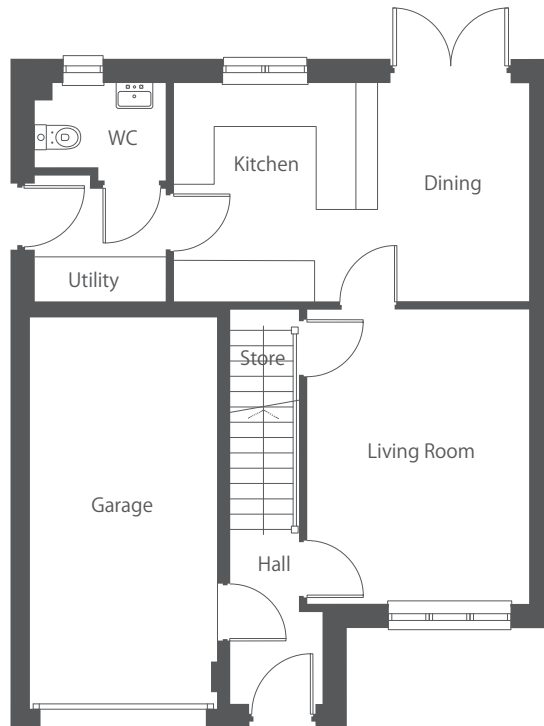 WC
Kitchen
Dining
Utility
Store
Living Room
Garage
Hall